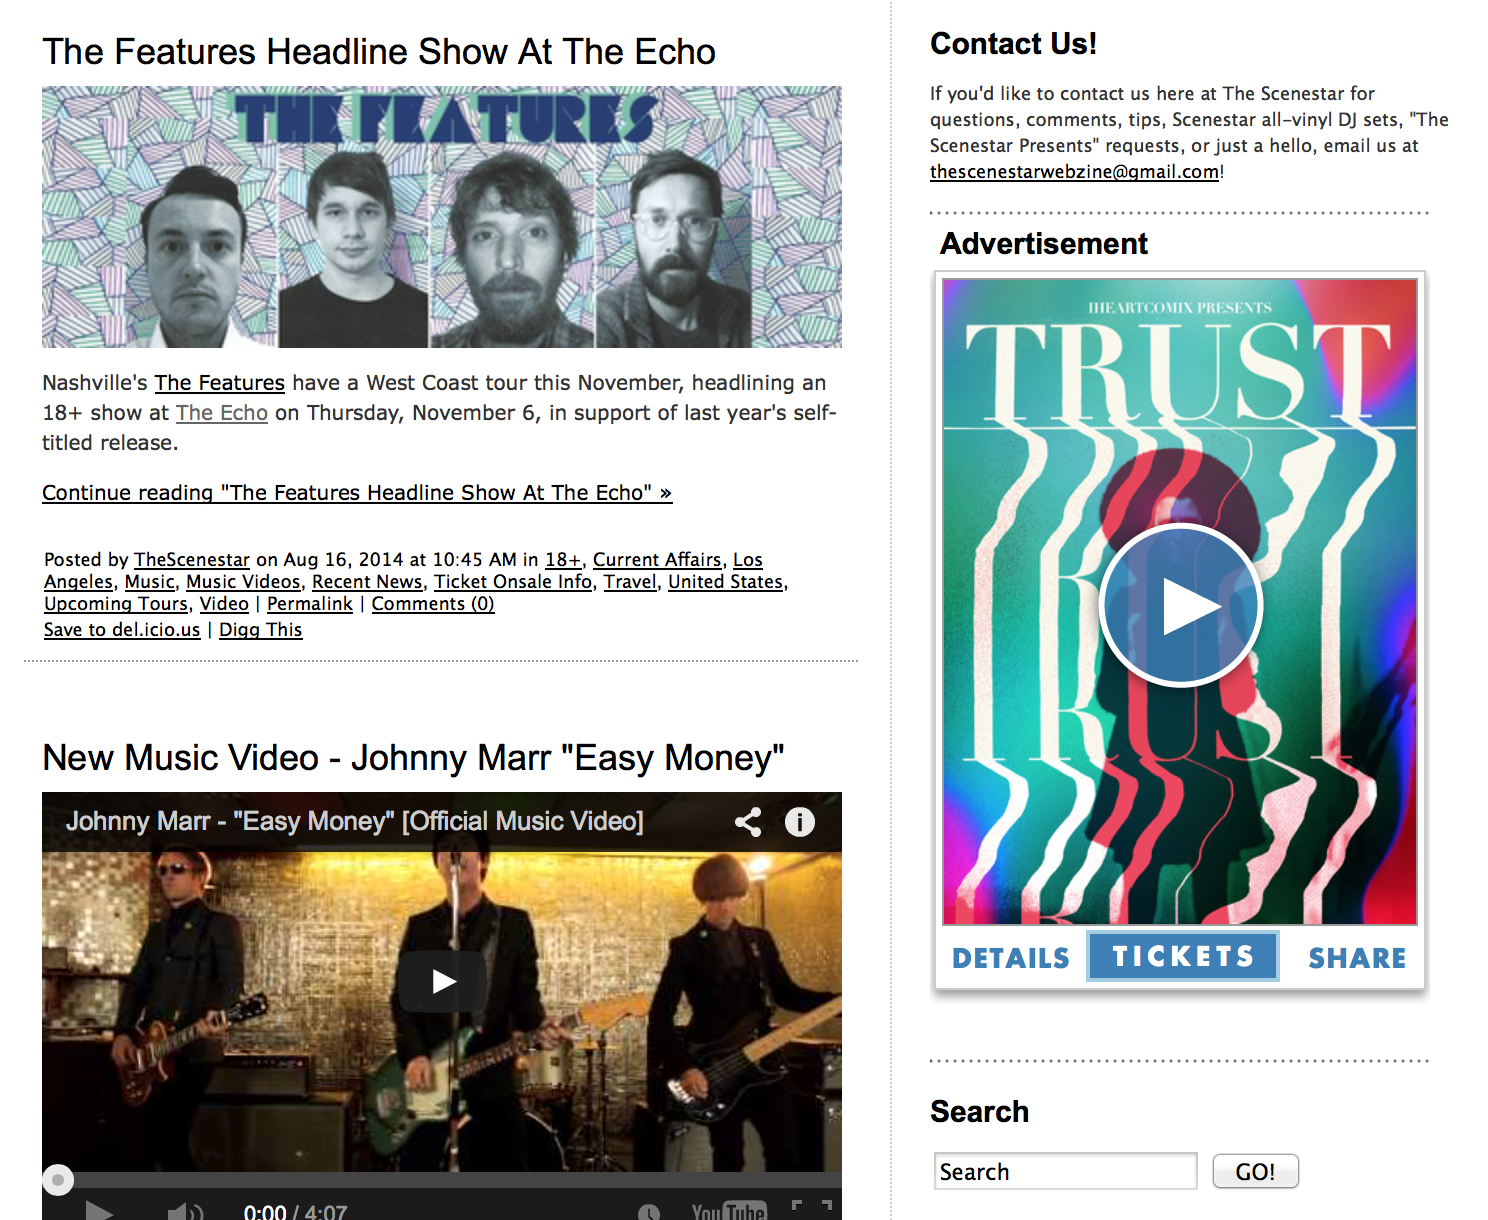 The Features Headline Show At The Echo
THE FEATURES
Nashville's The Features have a West Coast tour this November, headlining an
18+ show at The Echo on Thursday, November 6, in support of last year's self-
titled release.
Continue reading "The Features Headline Show At The Echo" »
Posted by TheScenestar on Aug 16, 2014 at 10:45 AM in 18+, Current Affairs, Los
Angeles, Music, Music Videos, Recent News, Ticket Onsale Info, Travel, United States,
Upcoming Tours, Video | Permalink | Comments (0)
Save to del.icio.us | Digg This
New Music Video - Johnny Marr "Easy Money"
Johnny Marr - "Easy Money" [Official Music Video]
0:00 / 4:07
YouTube
Contact Us!
If you'd like to contact us here at The Scenestar for
questions, comments, tips, Scenestar all-vinyl DJ sets, "The
Scenestar Presents" requests, or just a hello, email us at
thescenestarwebzine@gmail.com!
Advertisement
IHEARTCOMIX PRESENTS
TRUST
TRUST
DETAILS TICKETS SHARE
Search
Search GO!